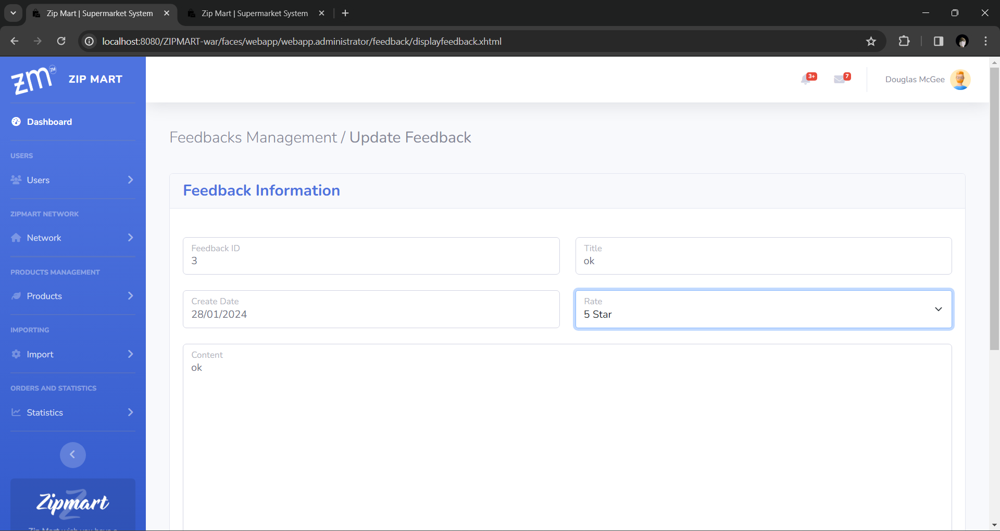 Zip Mart | Supermarket System
Zip Mart | Supermarket System
localhost:8080/ZIPMART-war/faces/webapp/webapp.administrator/feedback/displayfeedback.xhtml
zm ZM
ZIP MART
3+
7
Douglas McGee
Dashboard
USERS
Users
ZIPMART NETWORK
Network
PRODUCTS MANAGEMENT
Products
IMPORTING
Import
ORDERS AND STATISTICS
Statistics
Zipmart
Zip Mart wish you have a
Feedbacks Management / Update Feedback
Feedback Information
Feedback ID
3
Title
ok
Create Date
28/01/2024
Rate
5 Star
Content
ok